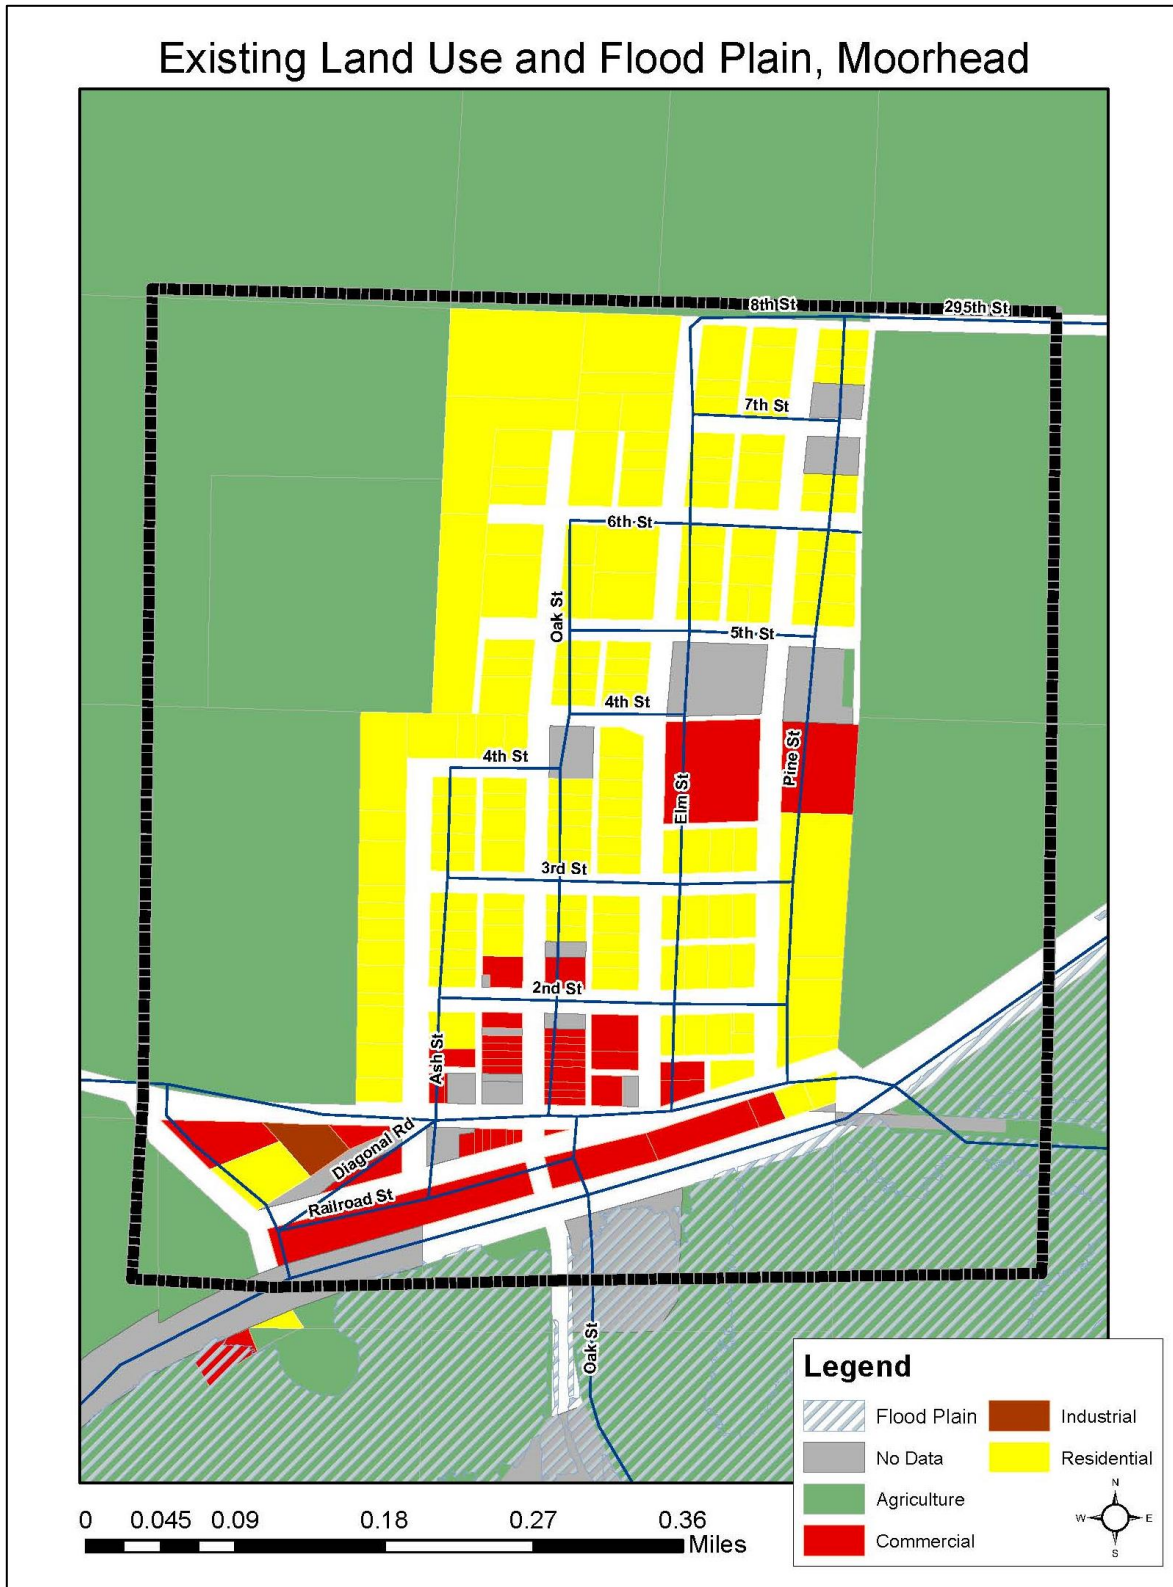 Existing Land Use and Flood Plain, Moorhead
8th St
295th St
7th St
6th St
Oak St
5th St
4th St
4th St
Pine St
Elm St
3rd St
2nd St
Ash St
Diagonal Rd
Railroad St
Oak St
Legend
Flood Plain
Industrial
No Data
Residential
Agriculture
Commercial
N
W E
S
0 0.045 0.09 0.18 0.27 0.36
Miles